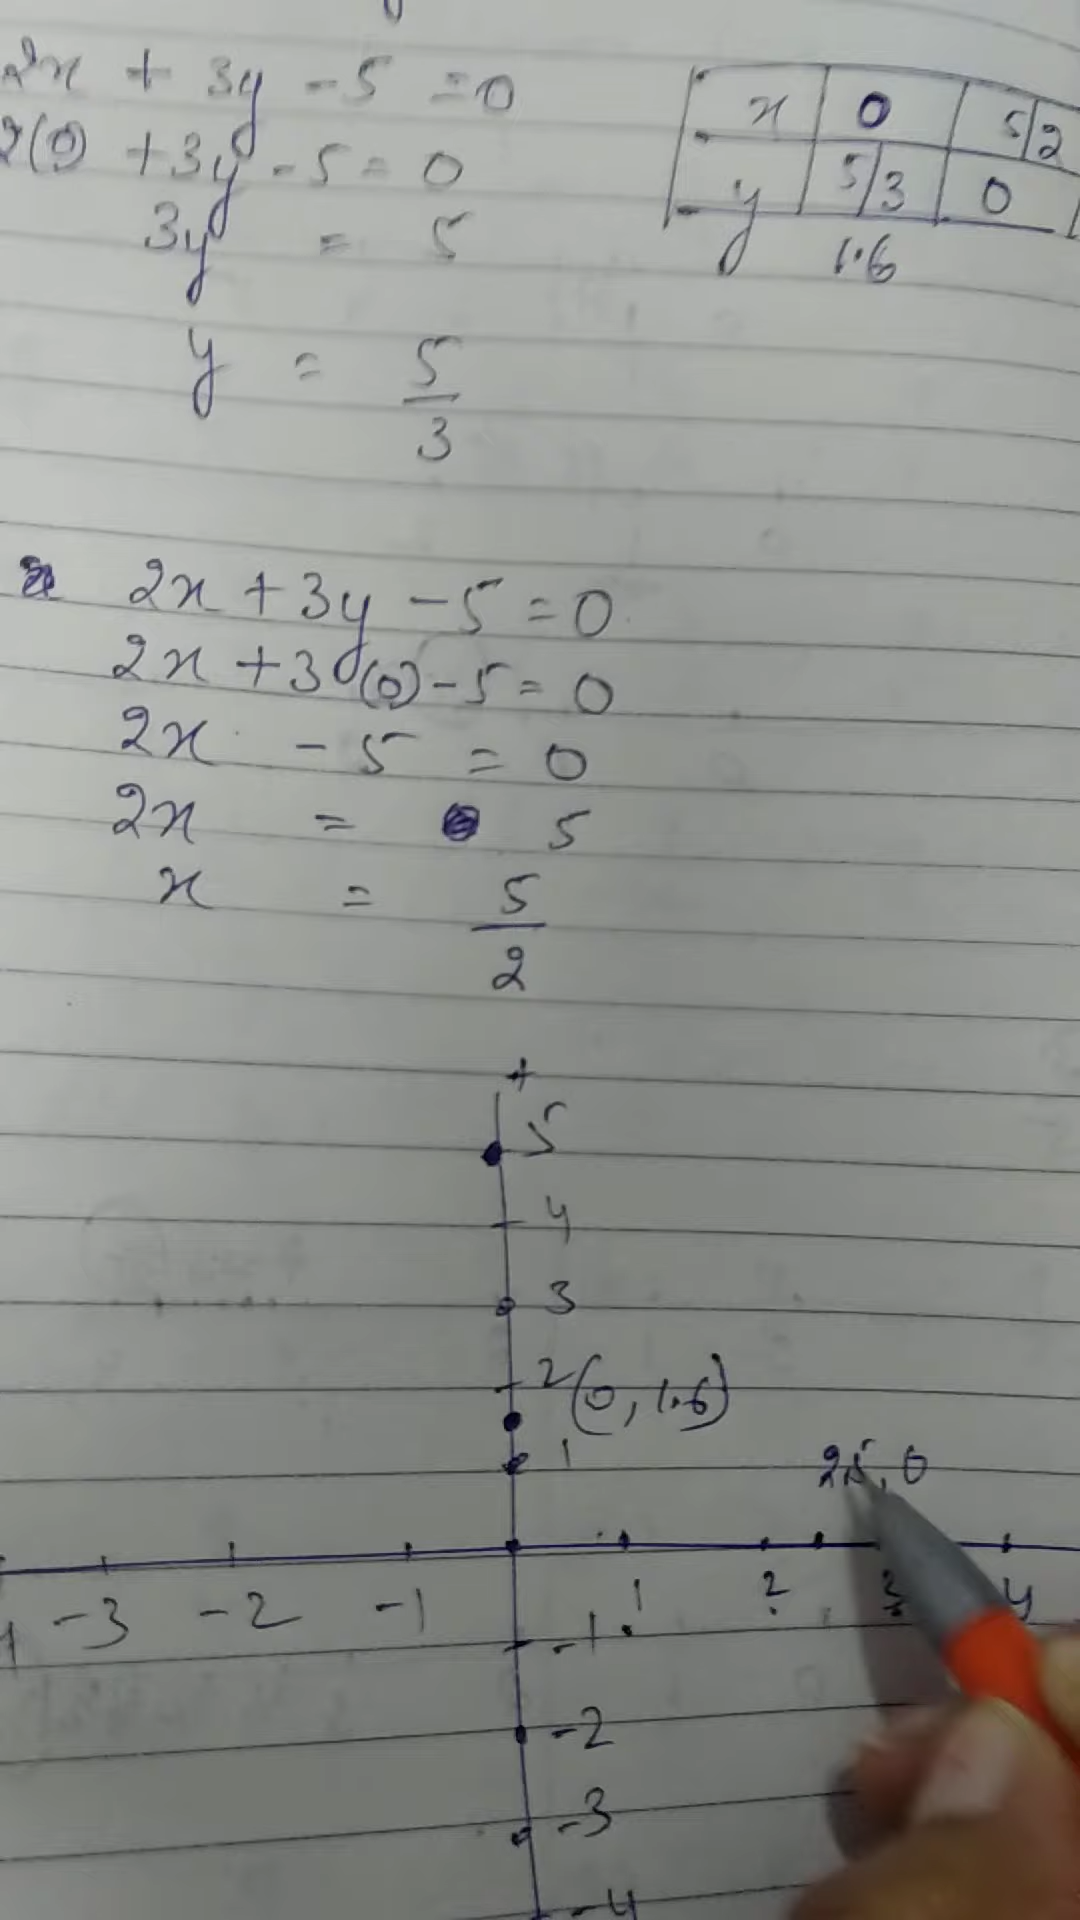 2x + 3y - 5 = 0
2(0) + 3y - 5 = 0
3y = 5
y = 5/3
x 0 5/2
y 5/3 0
1.6
2x + 3y - 5 = 0
2x + 3(0) - 5 = 0
2x - 5 = 0
2x = 5
x = 5/2
5
4
3
2 (0, 1.6)
1
2.5, 0
-3 -2 -1 1 2 3 4
-1
-2
-3
-4